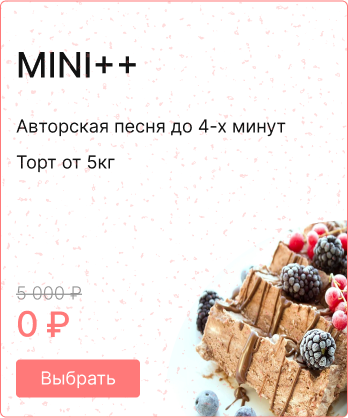 MINI++
Авторская песня до 4-х минут
Торт от 5кг
5 000 ₽
0 ₽
Выбрать